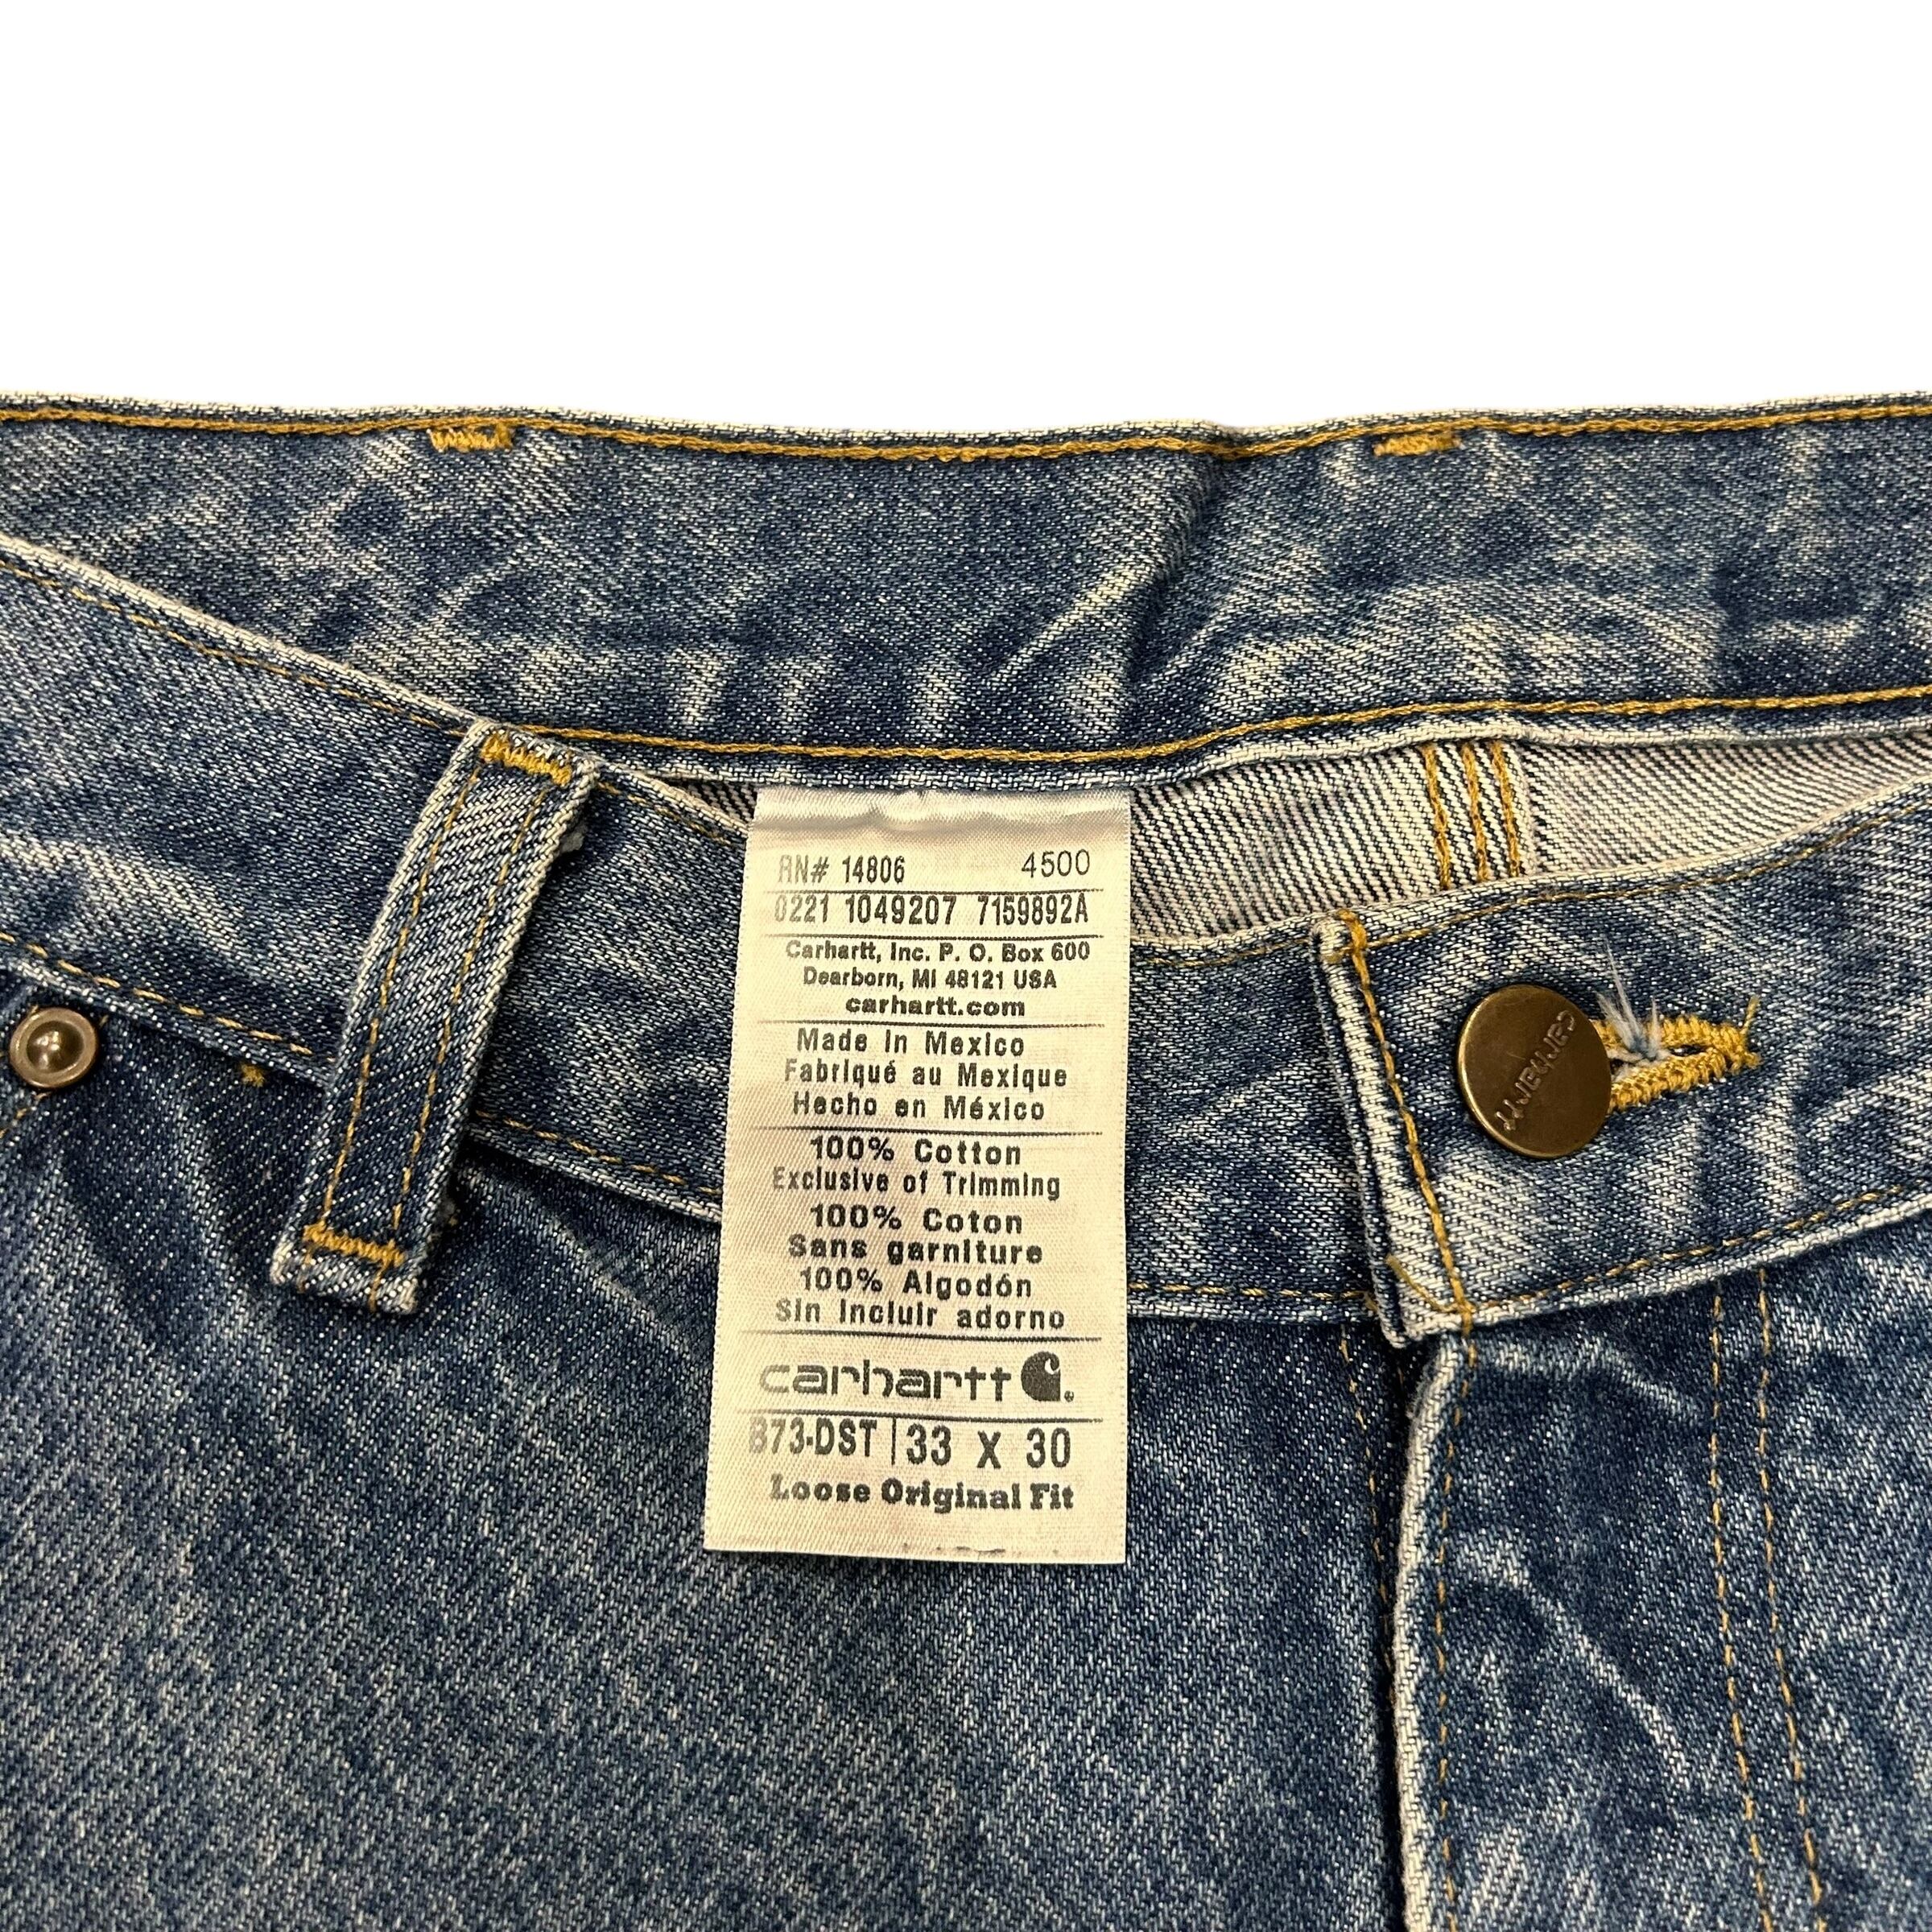 RN# 14806 4500
0221 1049207 7159892A
Carhartt, Inc. P. O. Box 600
Dearborn, MI 48121 USA
carhartt.com
Made In Mexico
Fabriqué au Mexique
Hecho en México
100% Cotton
Exclusive of Trimming
100% Coton
Sans garniture
100% Algodón
Sin Incluir adorno
carhartt
B73-DST 33 X 30
Loose Original Fit
carhartt